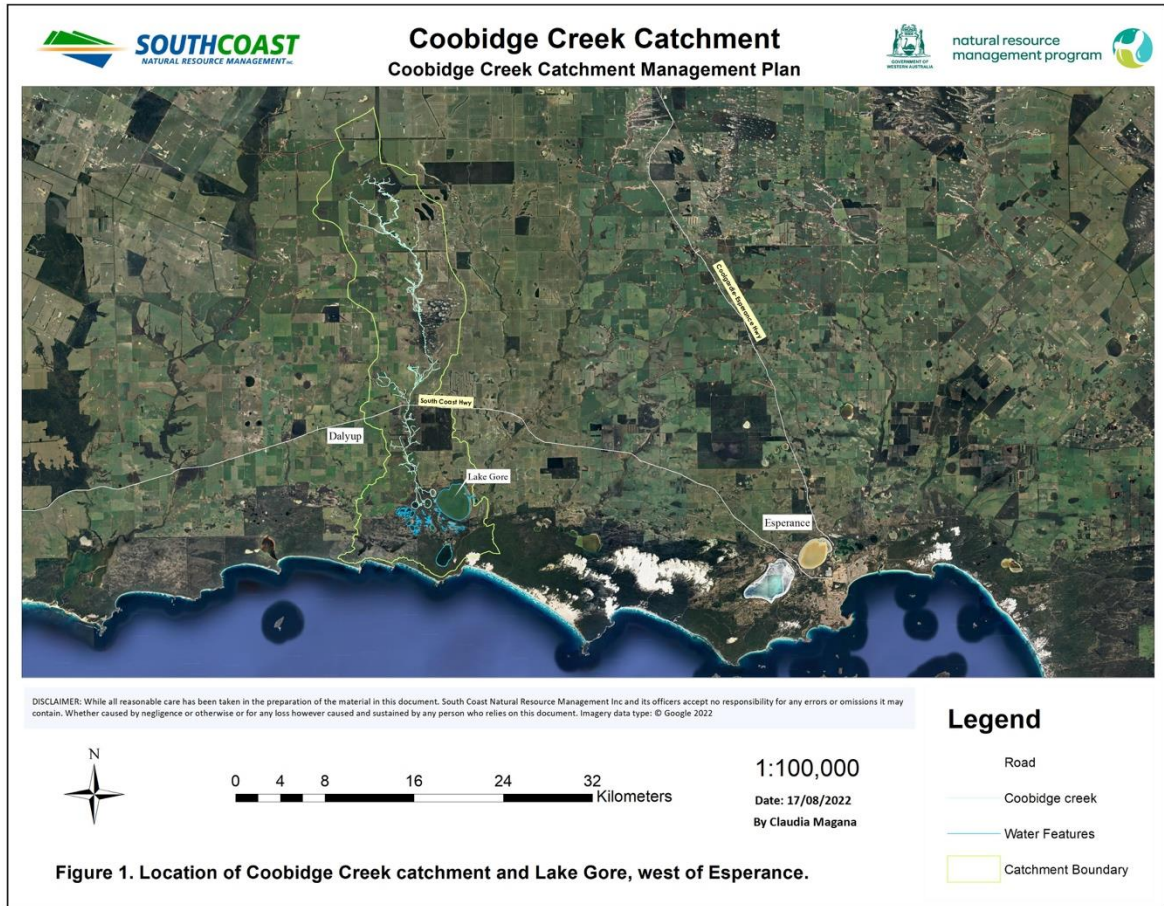 SOUTHCOAST
NATURAL RESOURCE MANAGEMENT INC.
Coobidge Creek Catchment
Coobidge Creek Catchment Management Plan
GOVERNMENT OF
WESTERN AUSTRALIA
natural resource
management program
Coolgardie-Esperance Hwy
South Coast Hwy
Dalyup
Lake Gore
Esperance
DISCLAIMER: While all reasonable care has been taken in the preparation of the material in this document. South Coast Natural Resource Management Inc and its officers accept no responsibility for any errors or omissions it may
contain. Whether caused by negligence or otherwise or for any loss however caused and sustained by any person who relies on this document. Imagery data type: © Google 2022
N
0 4 8 16 24 32
Kilometers
1:100,000
Date: 17/08/2022
By Claudia Magana
Legend
Road
Coobidge creek
Water Features
Catchment Boundary
Figure 1. Location of Coobidge Creek catchment and Lake Gore, west of Esperance.